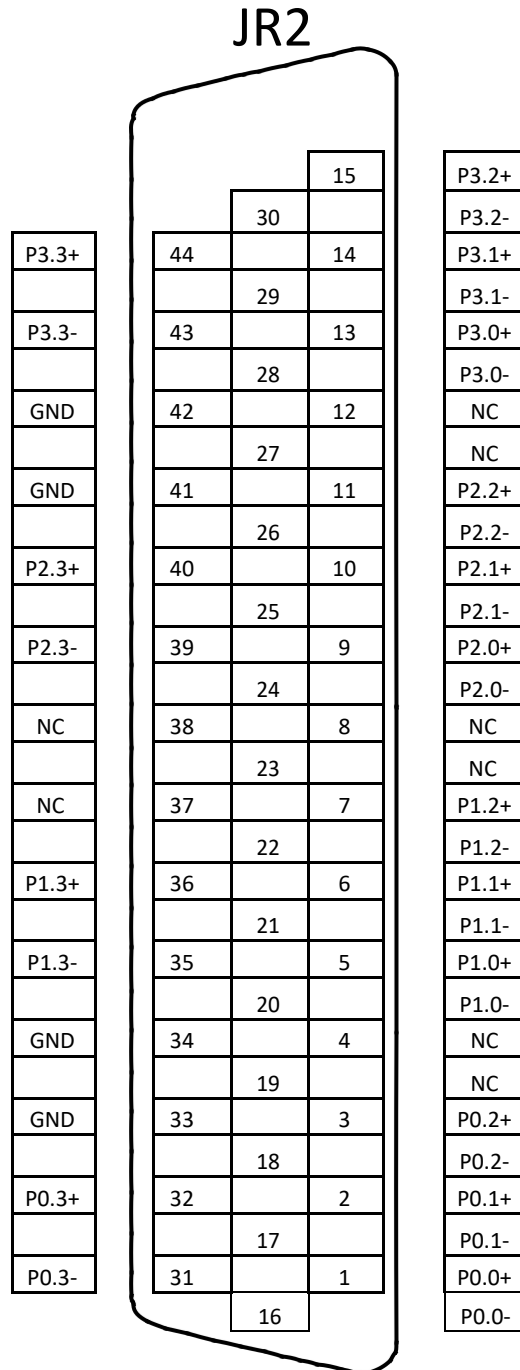 JR2
15 P3.2+
30 P3.2-
P3.3+ 44 14 P3.1+
29 P3.1-
P3.3- 43 13 P3.0+
28 P3.0-
GND 42 12 NC
27 NC
GND 41 11 P2.2+
26 P2.2-
P2.3+ 40 10 P2.1+
25 P2.1-
P2.3- 39 9 P2.0+
24 P2.0-
NC 38 8 NC
23 NC
NC 37 7 P1.2+
22 P1.2-
P1.3+ 36 6 P1.1+
21 P1.1-
P1.3- 35 5 P1.0+
20 P1.0-
GND 34 4 NC
19 NC
GND 33 3 P0.2+
18 P0.2-
P0.3+ 32 2 P0.1+
17 P0.1-
P0.3- 31 1 P0.0+
16 P0.0-